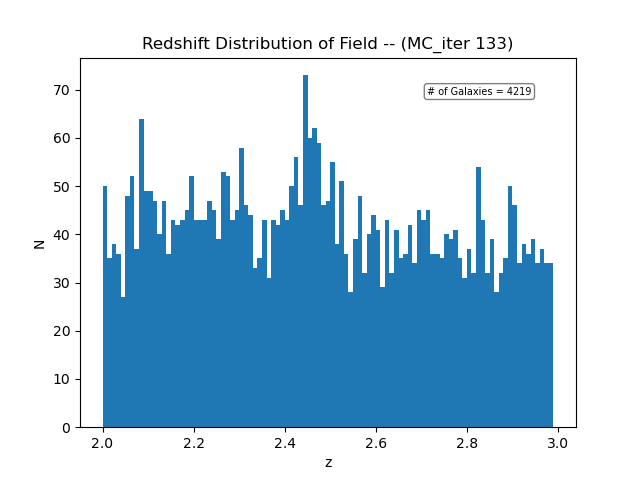 Redshift Distribution of Field -- (MC_iter 133)
# of Galaxies = 4219
70
60
50
40
30
20
10
0
N
2.0 2.2 2.4 2.6 2.8 3.0
z